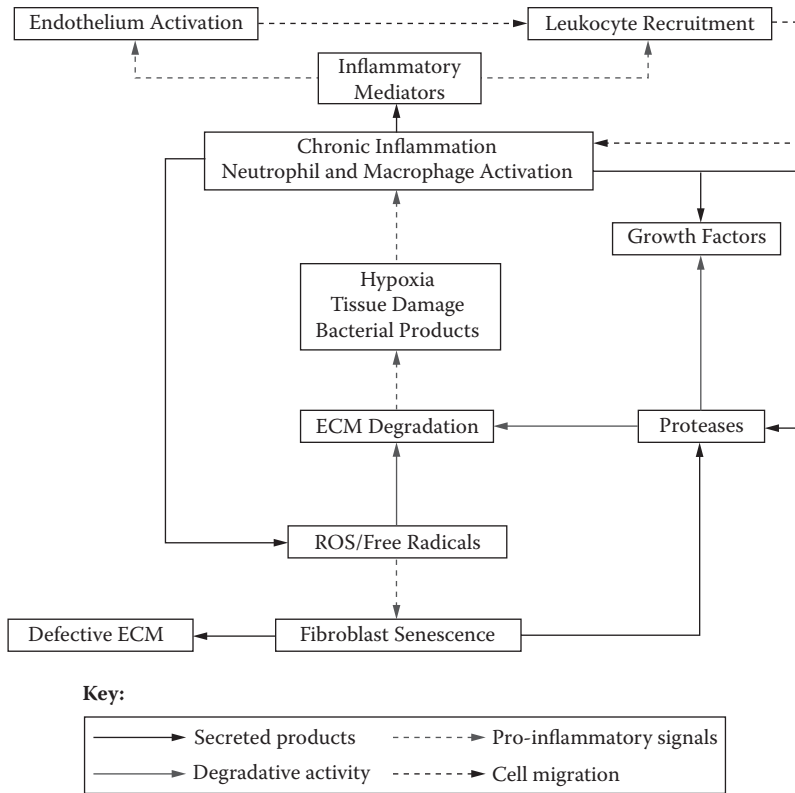 Endothelium Activation
Leukocyte Recruitment
Inflammatory
Mediators
Chronic Inflammation
Neutrophil and Macrophage Activation
Growth Factors
Hypoxia
Tissue Damage
Bacterial Products
ECM Degradation
Proteases
ROS/Free Radicals
Defective ECM
Fibroblast Senescence
Key:
Secreted products
Pro-inflammatory signals
Degradative activity
Cell migration